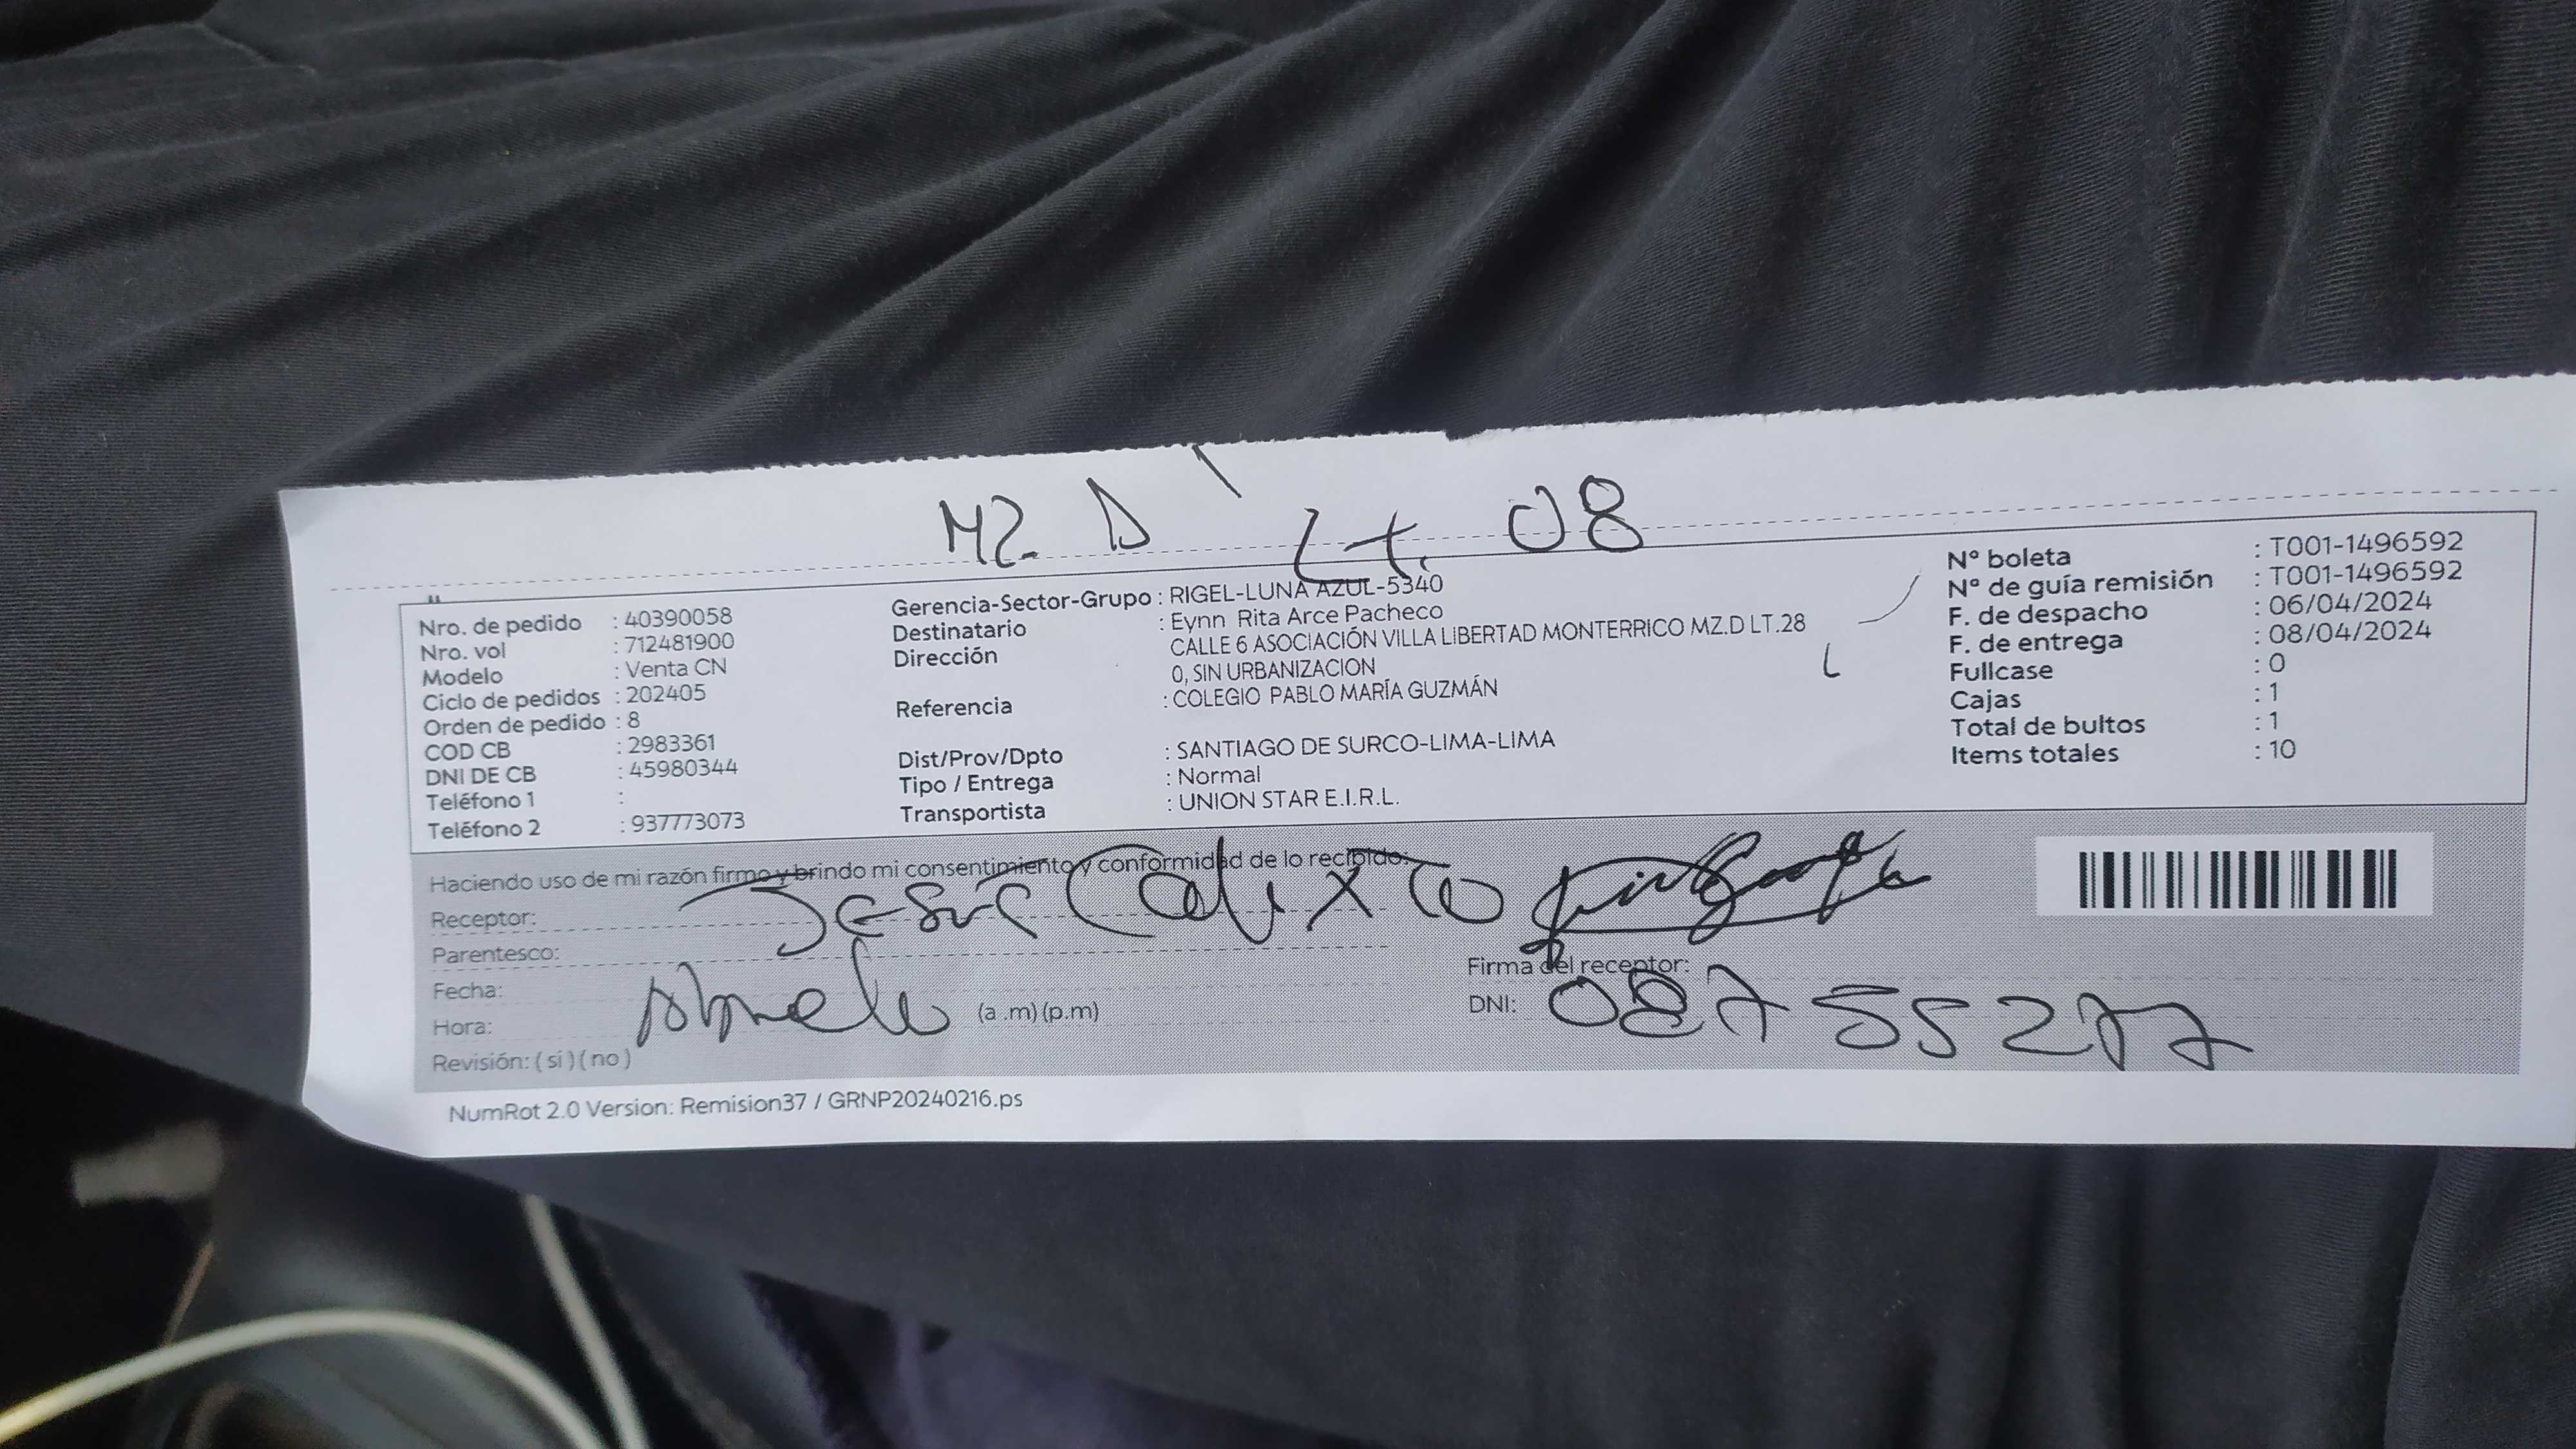 MZ. D Lt. 08
Nro. de pedido : 40390058
Nro. vol : 712481900
Modelo : Venta CN
Ciclo de pedidos : 202405
Orden de pedido : 8
COD CB : 2983361
DNI DE CB : 45980344
Teléfono 1 :
Teléfono 2 : 937773073
Gerencia-Sector-Grupo : RIGEL-LUNA AZUL-5340
Destinatario : Eynn Rita Arce Pacheco
Dirección CALLE 6 ASOCIACIÓN VILLA LIBERTAD MONTERRICO MZ.D LT.28
0, SIN URBANIZACION
Referencia : COLEGIO PABLO MARÍA GUZMÁN
Dist/Prov/Dpto : SANTIAGO DE SURCO-LIMA-LIMA
Tipo / Entrega : Normal
Transportista : UNION STAR E.I.R.L.
Nº boleta : T001-1496592
Nº de guía remisión : T001-1496592
F. de despacho : 06/04/2024
F. de entrega : 08/04/2024
Fullcase : 0
Cajas : 1
Total de bultos : 1
Items totales : 10
Haciendo uso de mi razón firmo y brindo mi consentimiento y conformidad de lo recibido:
Receptor: Jesus Calixto
Parentesco:
Fecha:
Hora: Abuelo (a .m) (p.m)
Revisión: ( sí ) ( no )
Firma del receptor:
DNI: 08755277
NumRot 2.0 Version: Remision37 / GRNP20240216.ps